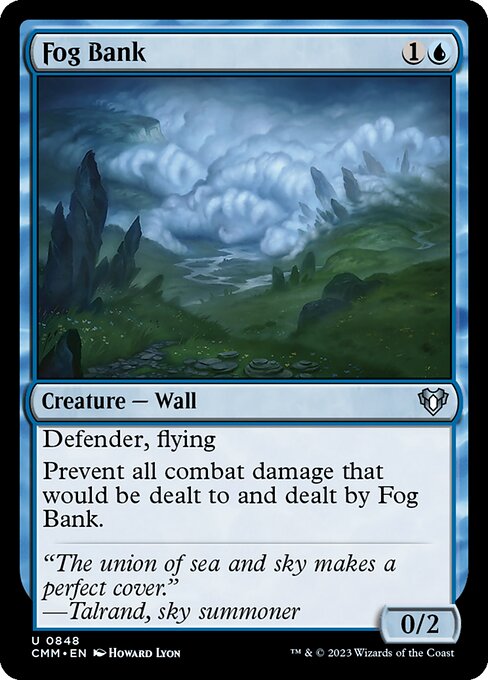 Fog Bank 1
Creature — Wall
Defender, flying
Prevent all combat damage that
would be dealt to and dealt by Fog
Bank.
“The union of sea and sky makes a
perfect cover.”
—Talrand, sky summoner
0/2
U 0848
CMM • EN Howard Lyon
™ & © 2023 Wizards of the Coast